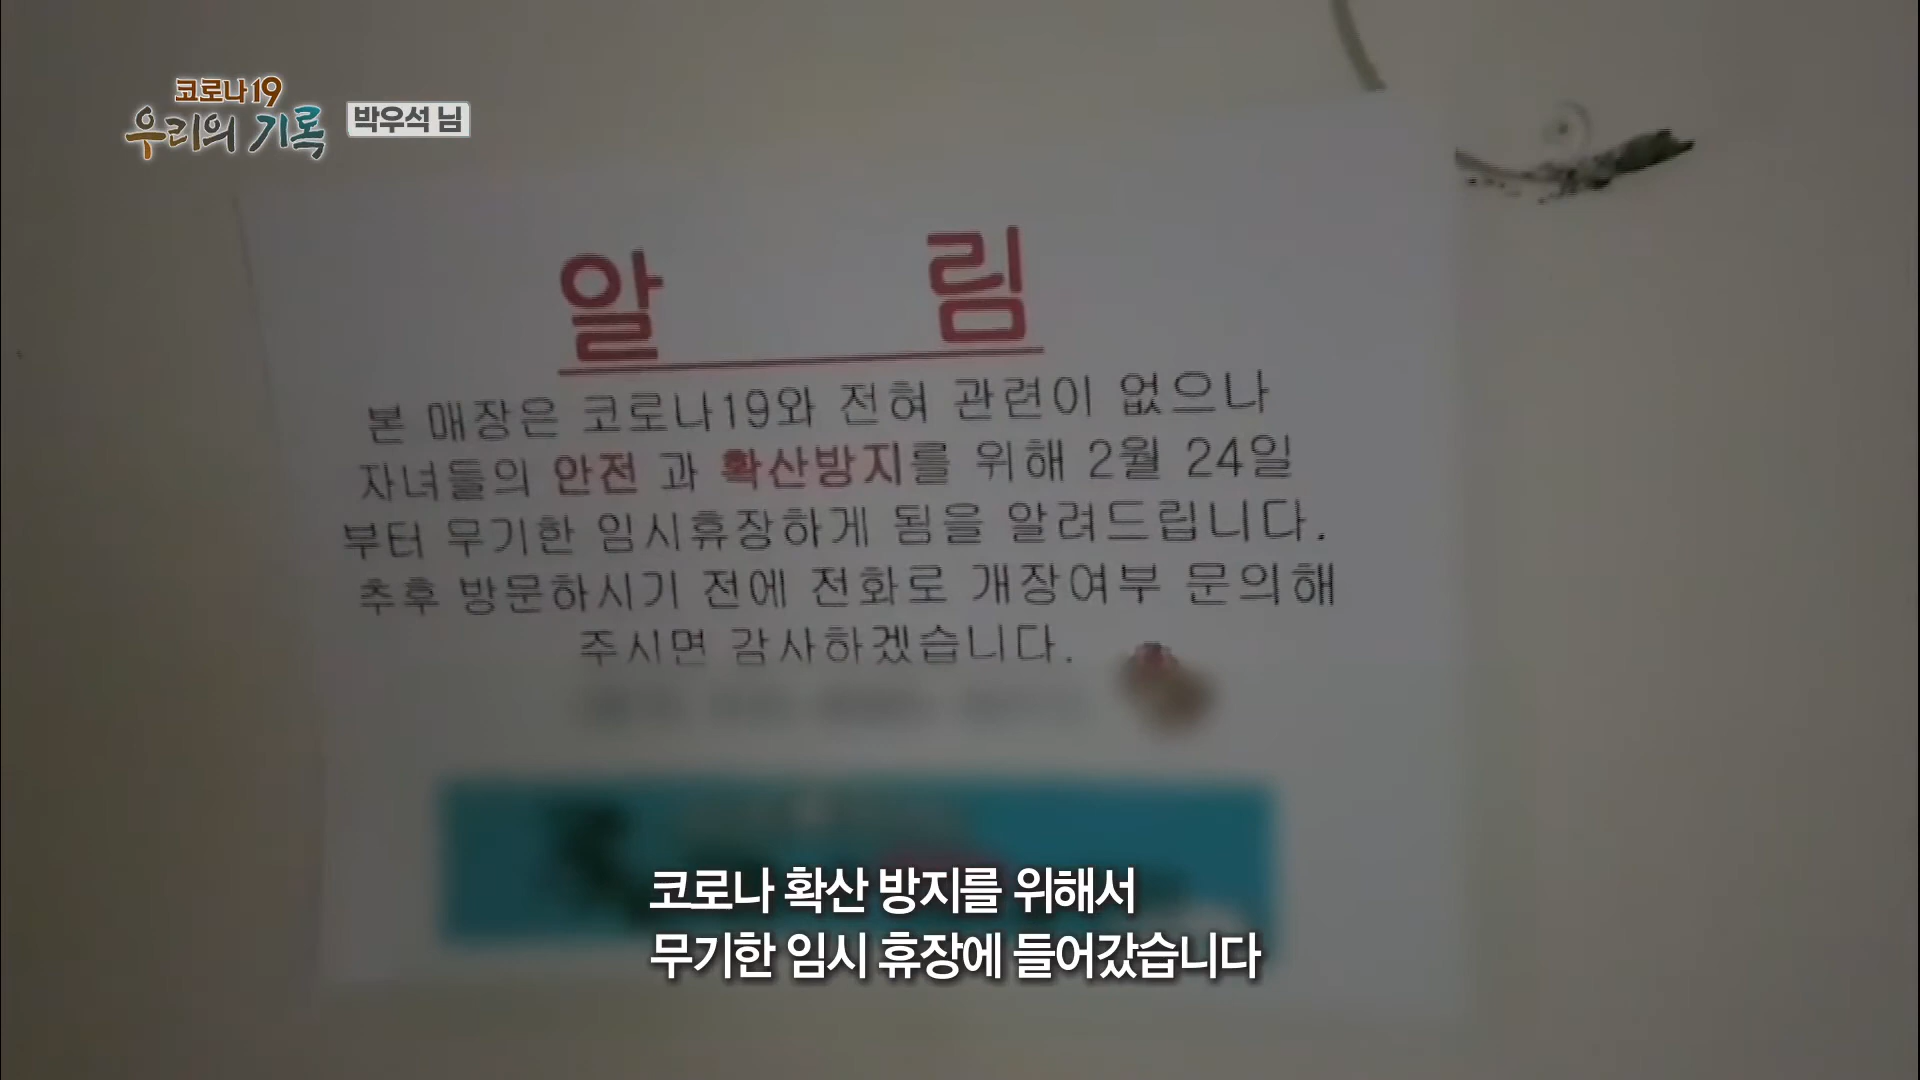 코로나19
우리의 기록
박우석 님
알 림
본 매장은 코로나19와 전혀 관련이 없으나
자녀들의 안전 과 확산방지를 위해 2월 24일
부터 무기한 임시휴장하게 됨을 알려드립니다.
추후 방문하시기 전에 전화로 개장여부 문의해
주시면 감사하겠습니다.
코로나 확산 방지를 위해서
무기한 임시 휴장에 들어갔습니다